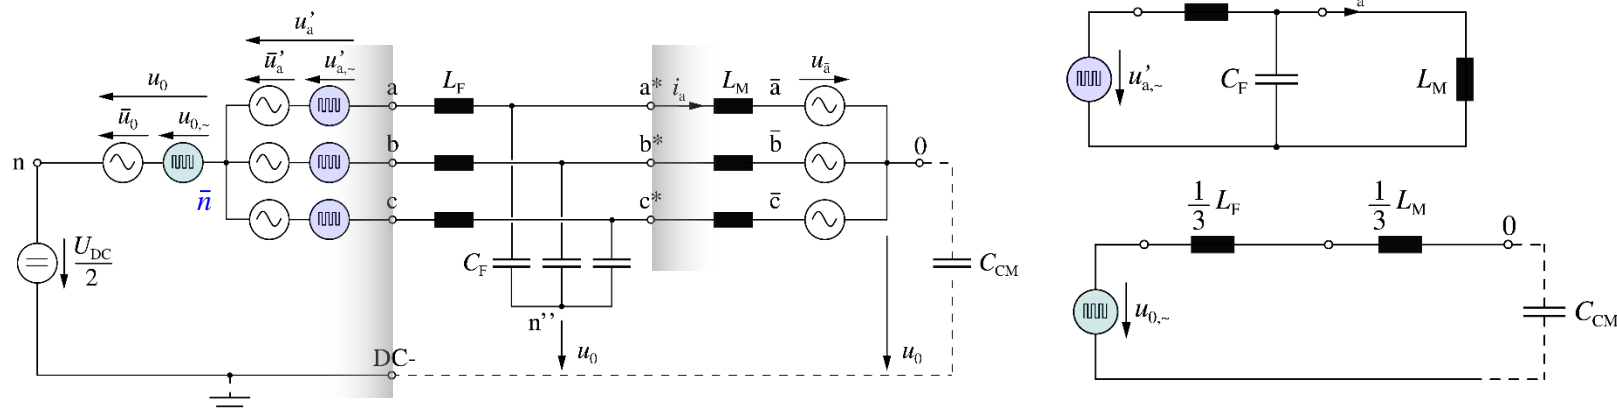 u'a
ū'a
u'a,~
u0
ū0
u0,~
n
n̄
UDC
2
a
b
c
LF
CF
n’’
u0
DC-
a*
b*
c*
ia
LM
ā
b̄
c̄
uā
0
CCM
u0
a
u'a,~
CF
LM
1
3
LF
1
3
LM
0
u0,~
CCM